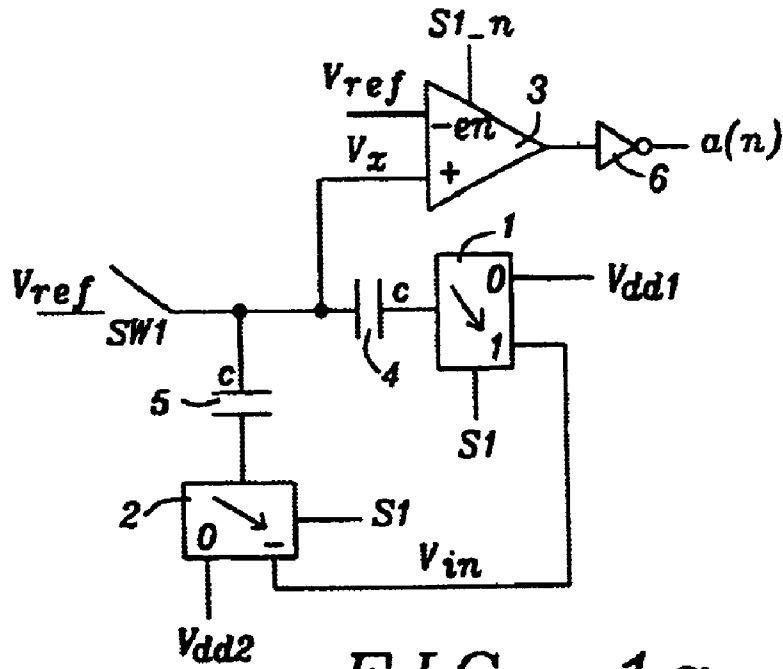 S1_n
Vref
-en
3
Vx
+
a(n)
6
1
0
Vdd1
Vref
SW1
c
1
4
c
5
S1
2
S1
0
-
Vin
Vdd2